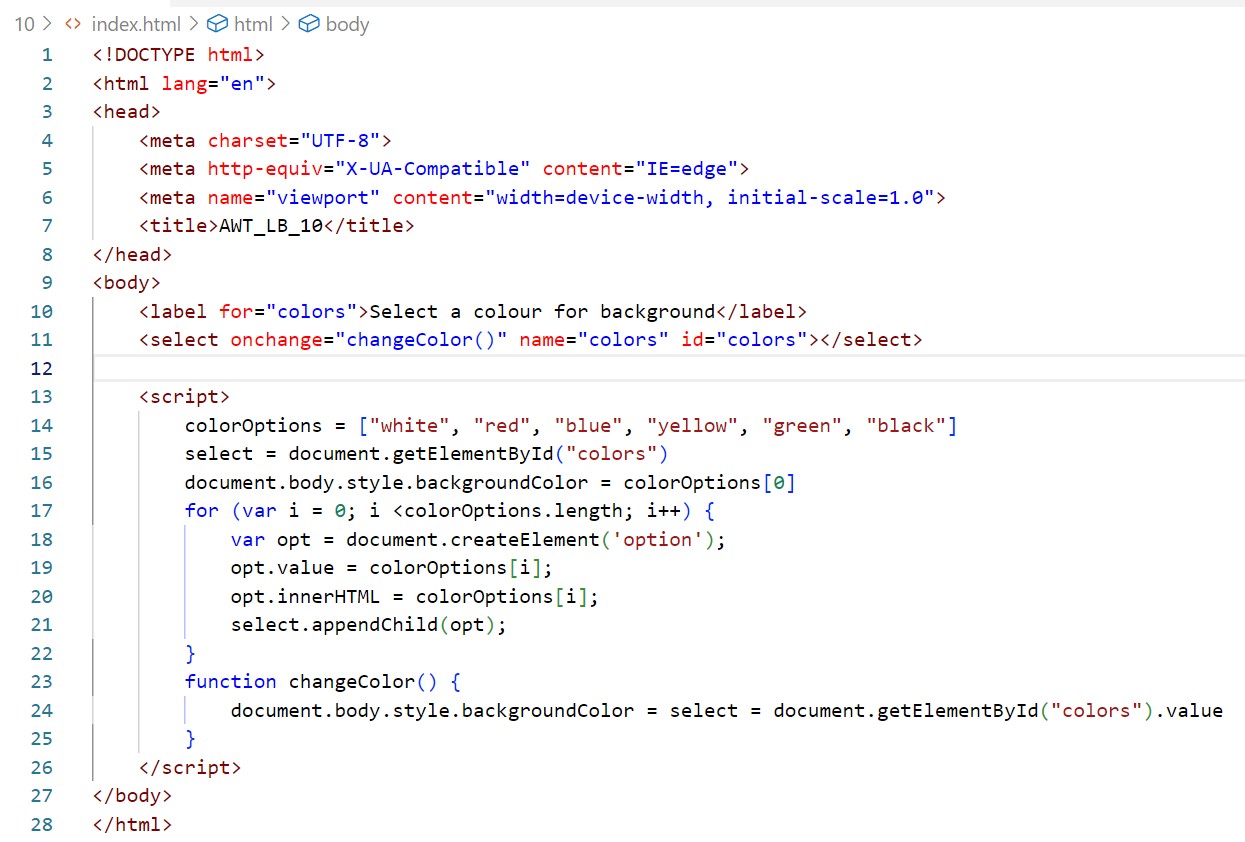 10 > <> index.html > html > body
1 <!DOCTYPE html>
2 <html lang="en">
3 <head>
4     <meta charset="UTF-8">
5     <meta http-equiv="X-UA-Compatible" content="IE=edge">
6     <meta name="viewport" content="width=device-width, initial-scale=1.0">
7     <title>AWT_LB_10</title>
8 </head>
9 <body>
10     <label for="colors">Select a colour for background</label>
11     <select onchange="changeColor()" name="colors" id="colors"></select>
12
13     <script>
14         colorOptions = ["white", "red", "blue", "yellow", "green", "black"]
15         select = document.getElementById("colors")
16         document.body.style.backgroundColor = colorOptions[0]
17         for (var i = 0; i <colorOptions.length; i++) {
18             var opt = document.createElement('option');
19             opt.value = colorOptions[i];
20             opt.innerHTML = colorOptions[i];
21             select.appendChild(opt);
22         }
23         function changeColor() {
24             document.body.style.backgroundColor = select = document.getElementById("colors").value
25         }
26     </script>
27 </body>
28 </html>